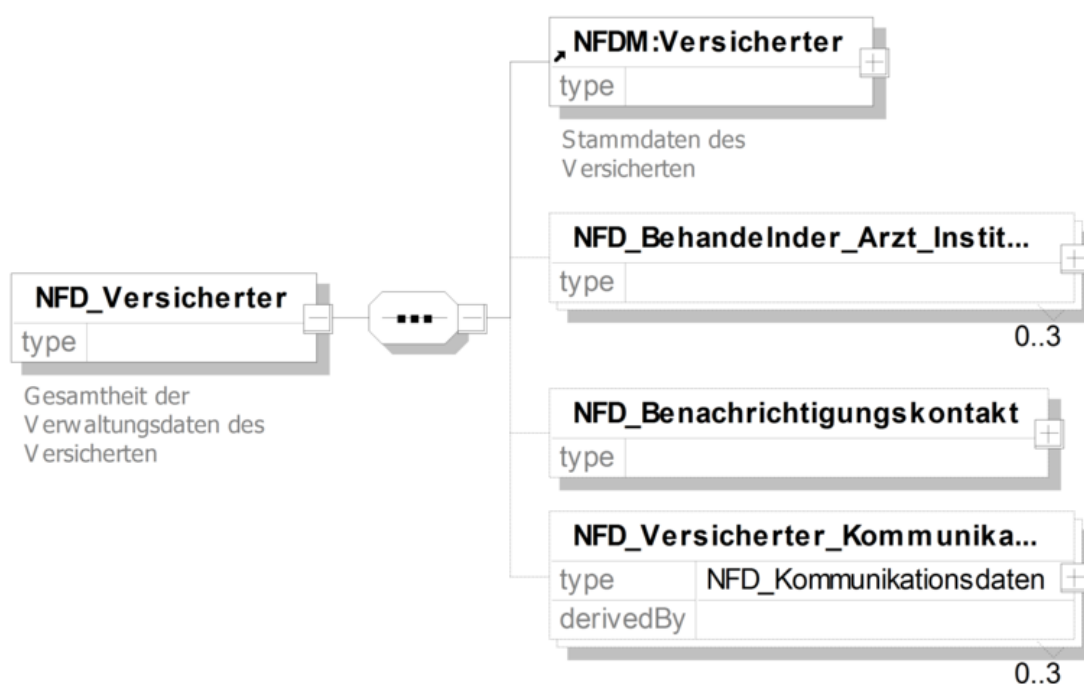 NFDM:Versicherter
type
Stammdaten des
Versicherten
NFD_Behandelnder_Arzt_Instit...
type
0..3
NFD_Versicherter
type
Gesamtheit der
Verwaltungsdaten des
Versicherten
NFD_Benachrichtigungskontakt
type
NFD_Versicherter_Kommunika...
type NFD_Kommunikationsdaten
derivedBy
0..3